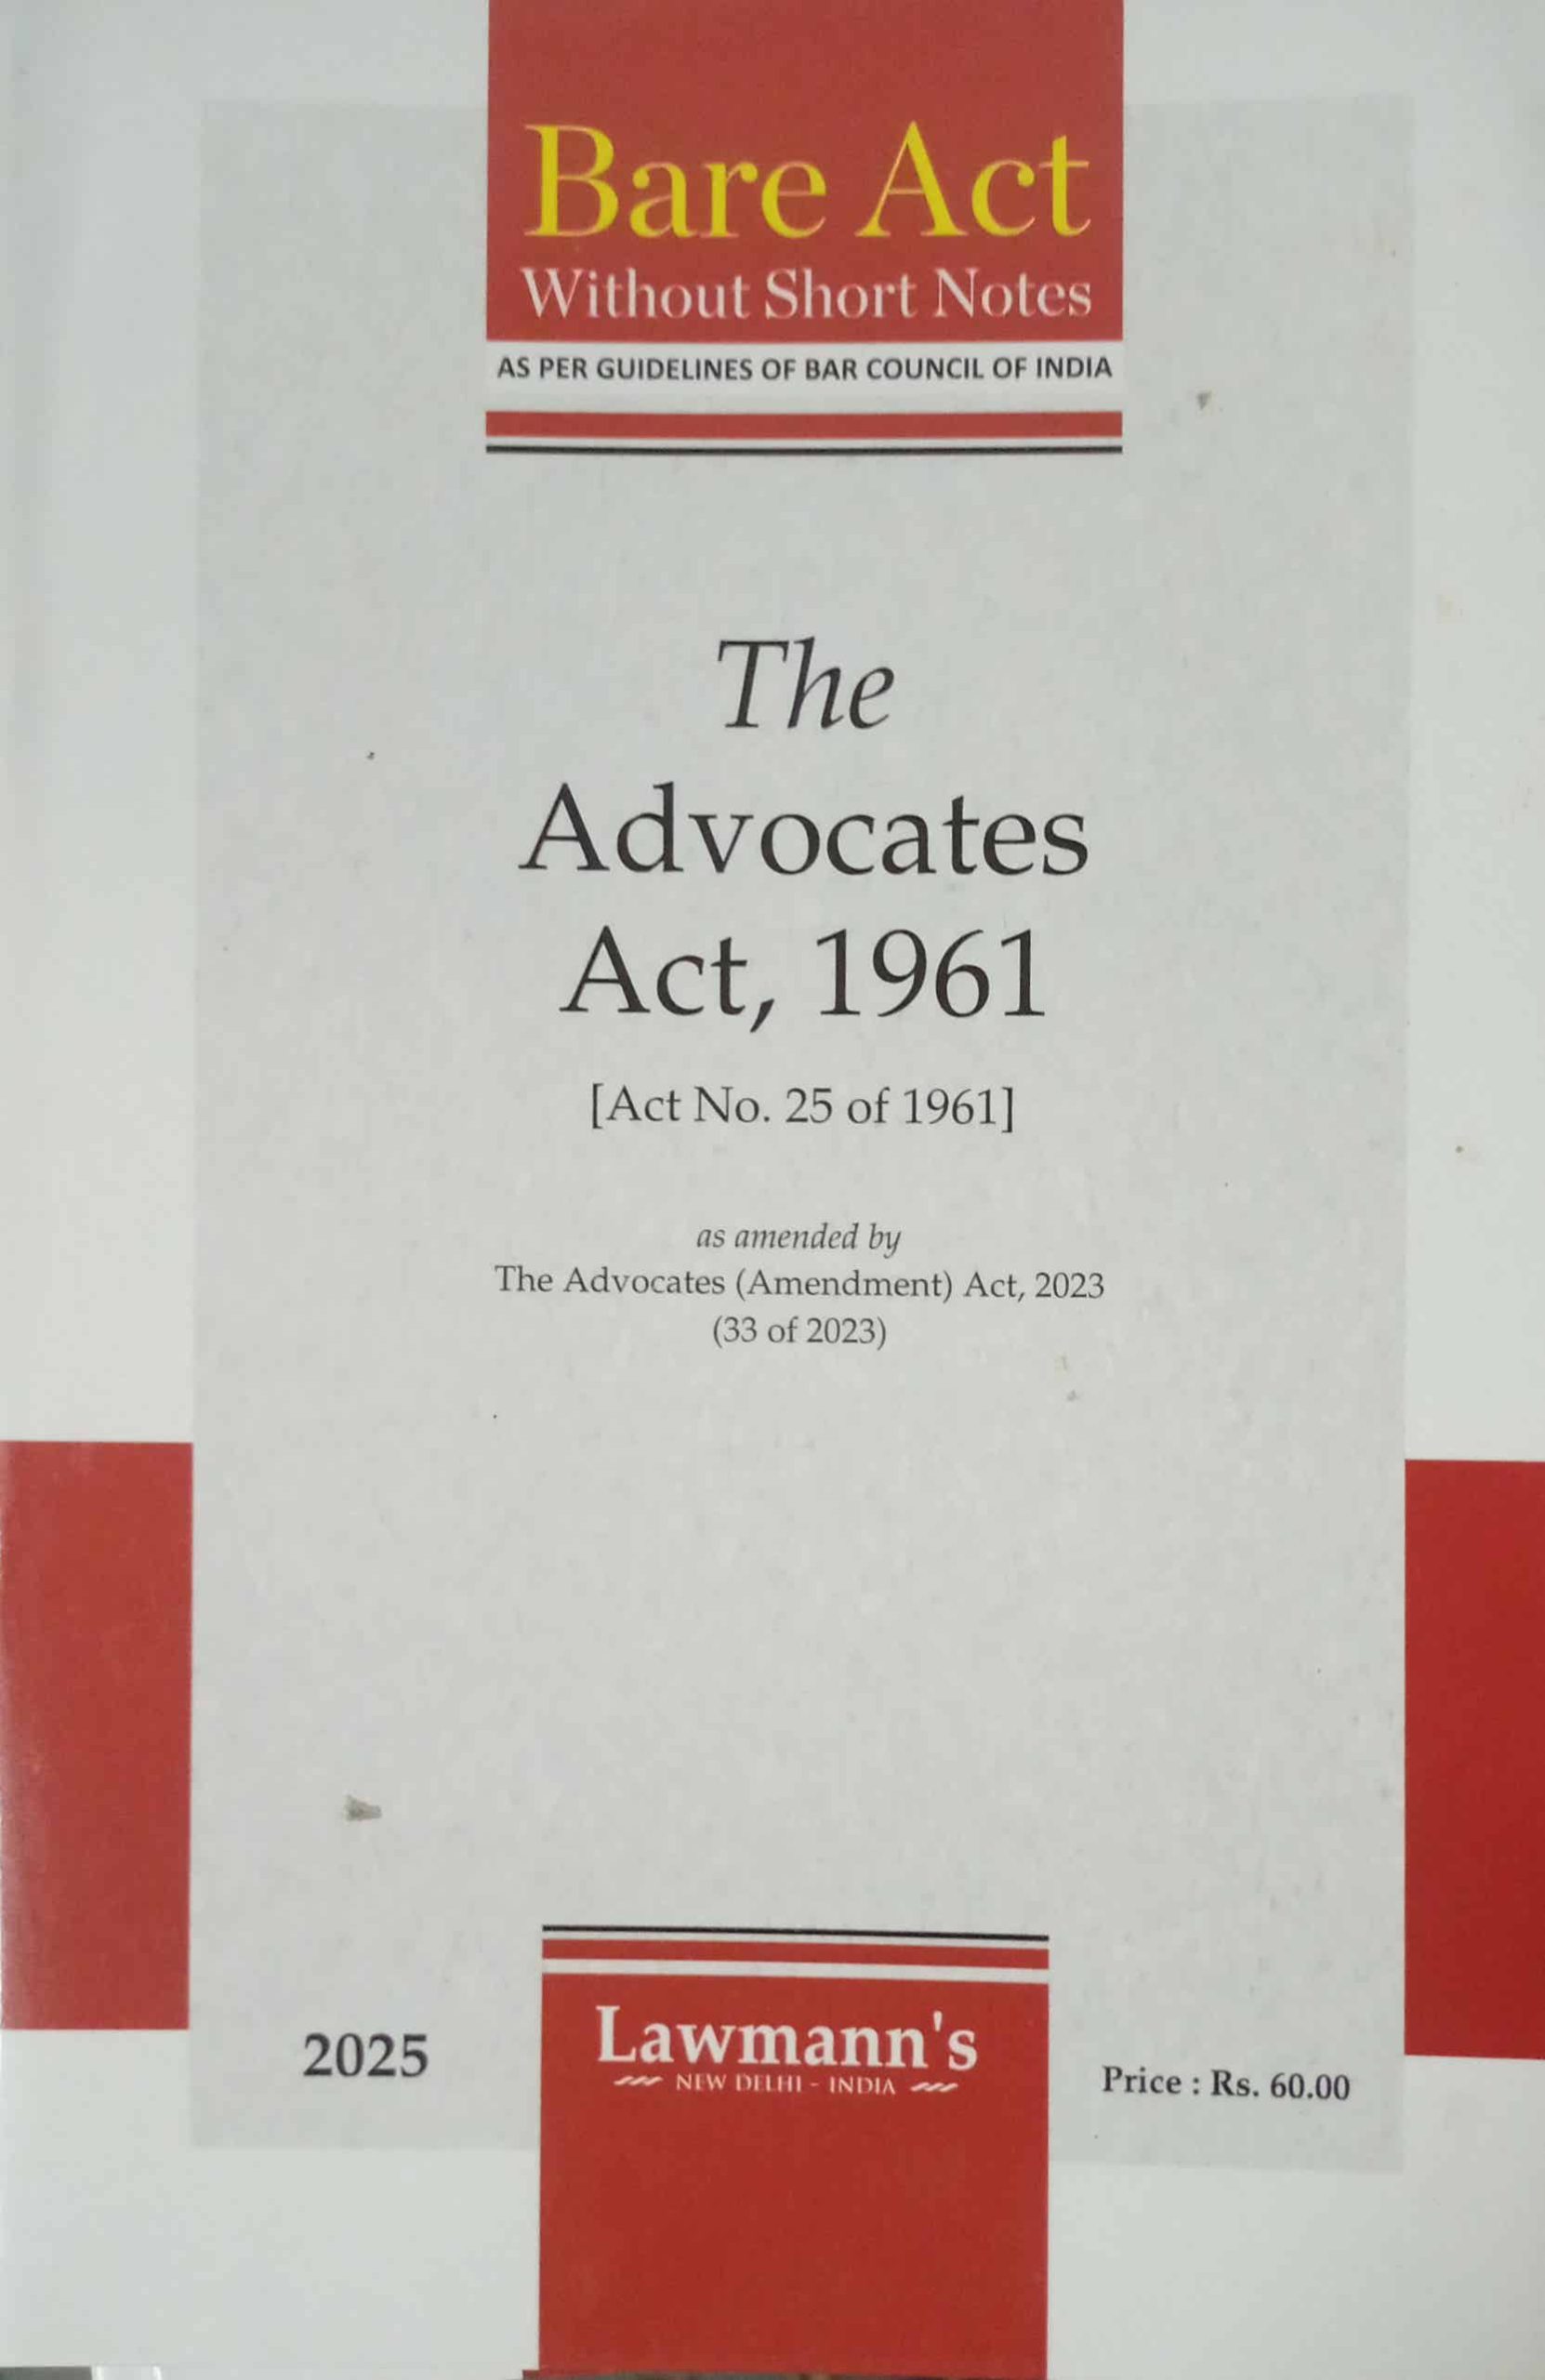 Bare Act
Without Short Notes
AS PER GUIDELINES OF BAR COUNCIL OF INDIA
The
Advocates
Act, 1961
[Act No. 25 of 1961]
as amended by
The Advocates (Amendment) Act, 2023
(33 of 2023)
2025
Lawmann's
NEW DELHI - INDIA
Price : Rs. 60.00